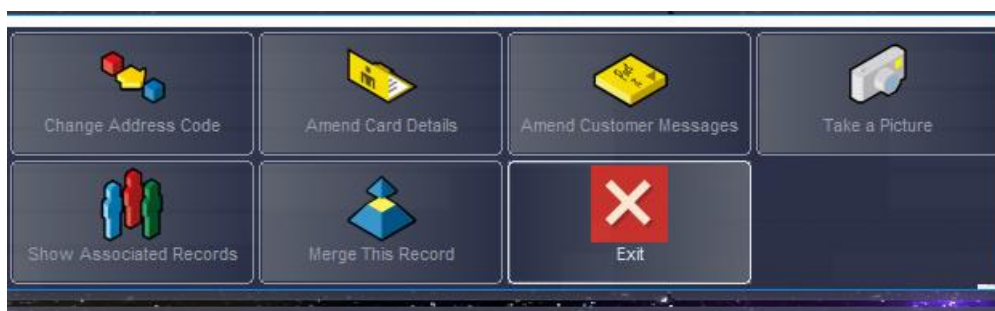 Change Address Code
Amend Card Details
Amend Customer Messages
Take a Picture
Show Associated Records
Merge This Record
Exit